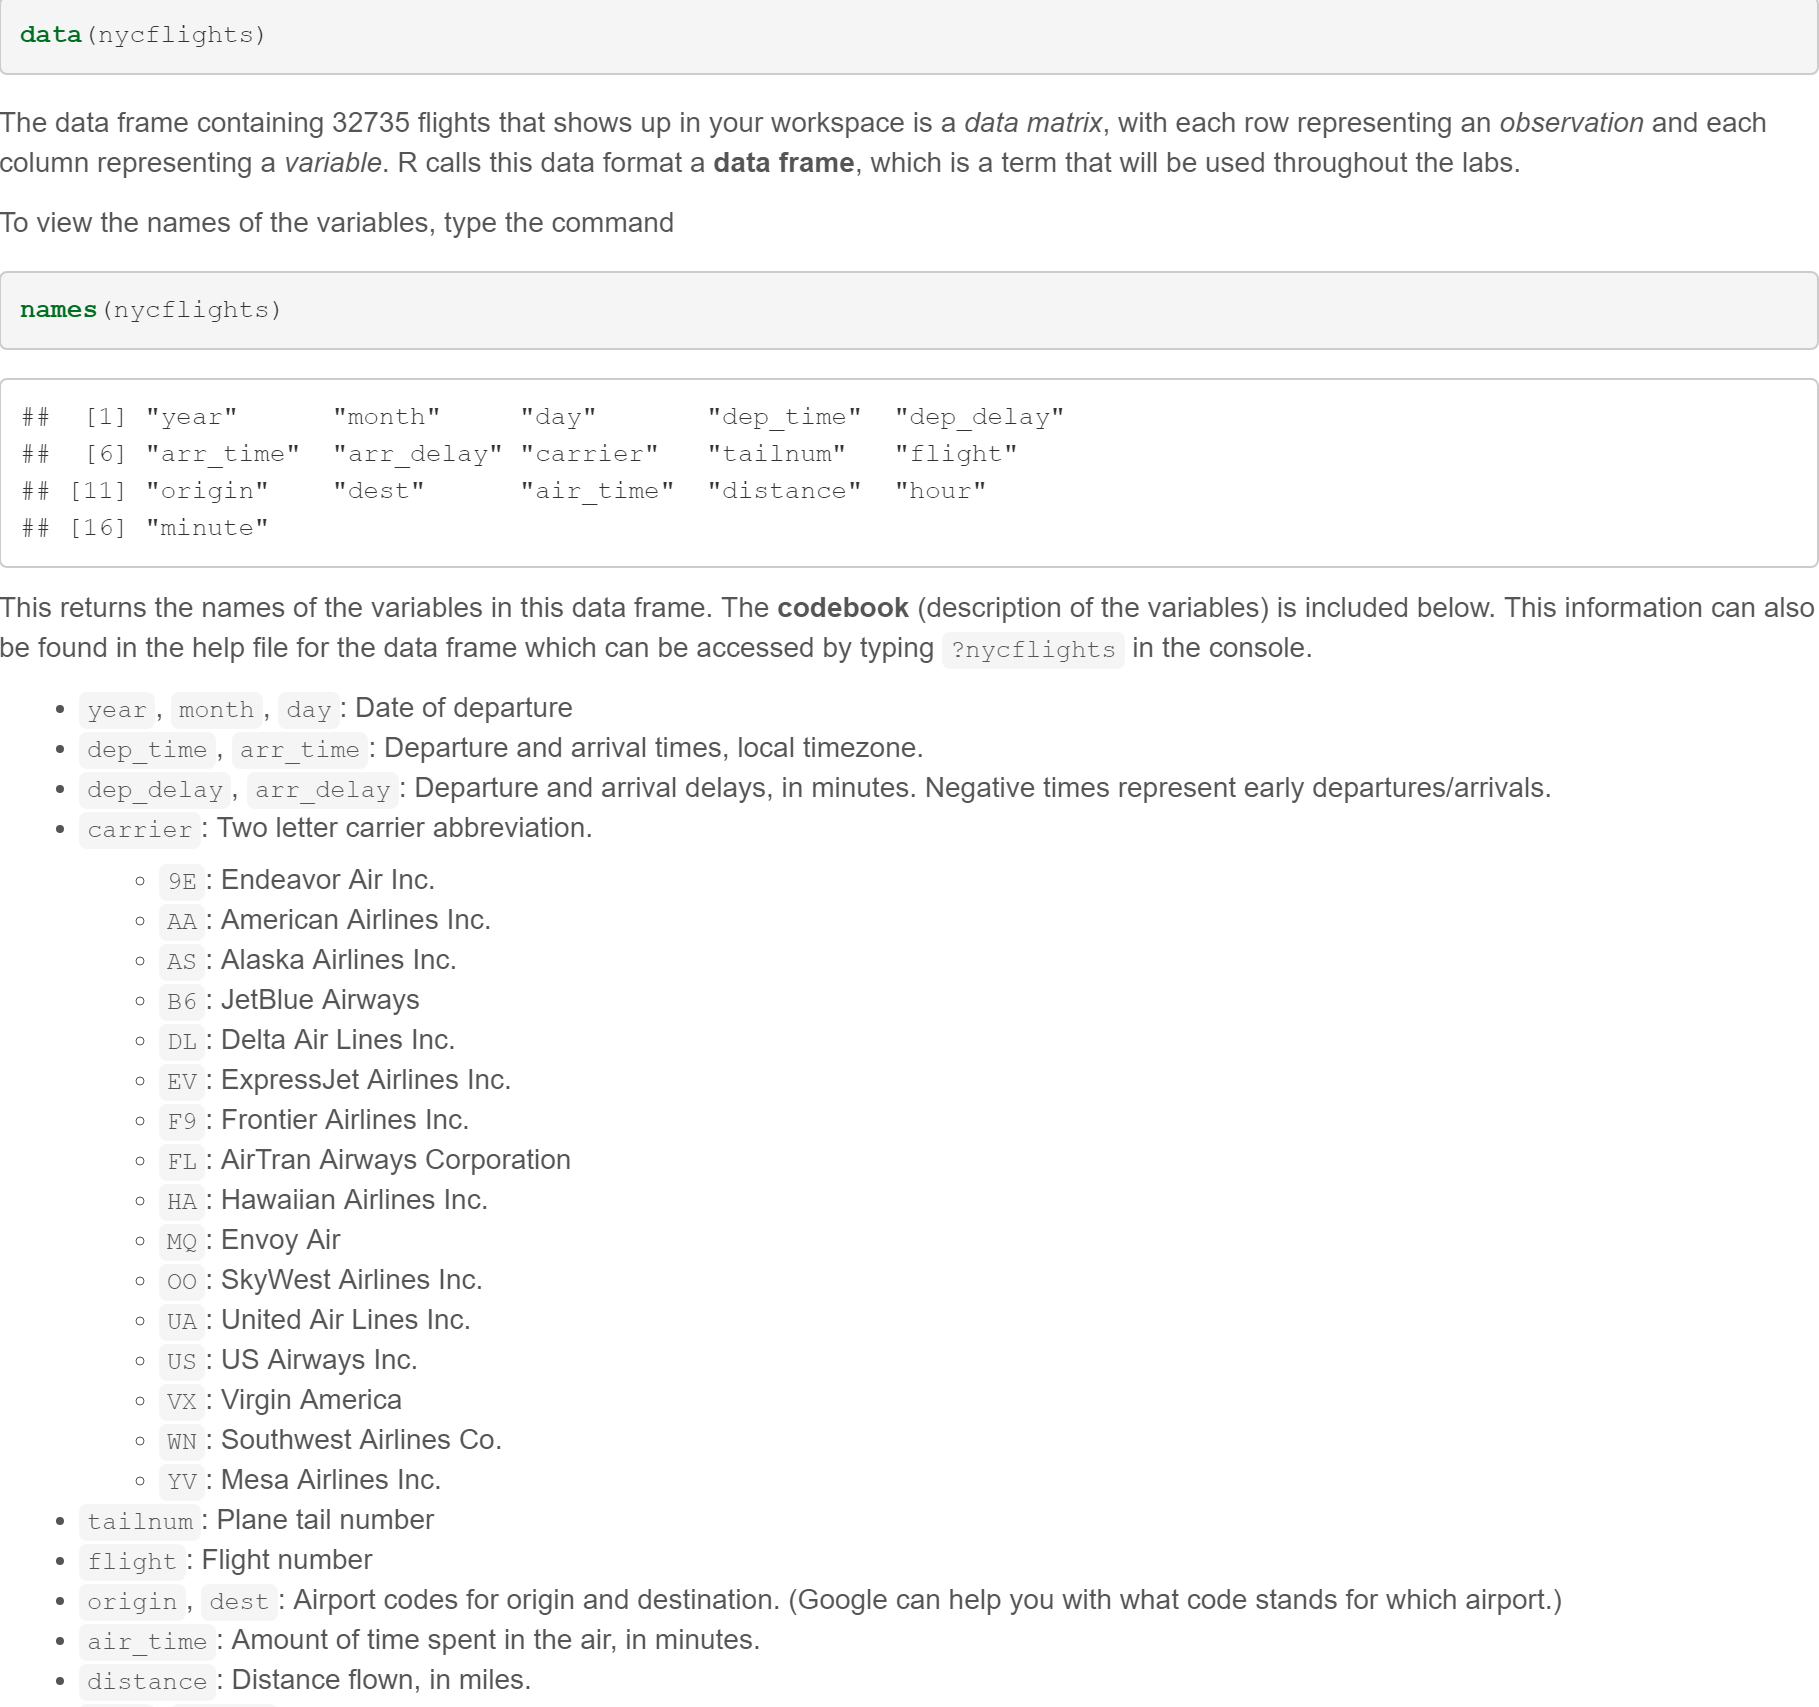 data(nycflights)
The data frame containing 32735 flights that shows up in your workspace is a data matrix, with each row representing an observation and each
column representing a variable. R calls this data format a data frame, which is a term that will be used throughout the labs.
To view the names of the variables, type the command
names(nycflights)
##  [1] "year"      "month"     "day"       "dep_time"  "dep_delay"
##  [6] "arr_time"  "arr_delay" "carrier"   "tailnum"   "flight"
## [11] "origin"    "dest"      "air_time"  "distance"  "hour"
## [16] "minute"
This returns the names of the variables in this data frame. The codebook (description of the variables) is included below. This information can also
be found in the help file for the data frame which can be accessed by typing ?nycflights in the console.
• year, month, day: Date of departure
• dep_time, arr_time: Departure and arrival times, local timezone.
• dep_delay, arr_delay: Departure and arrival delays, in minutes. Negative times represent early departures/arrivals.
• carrier: Two letter carrier abbreviation.
◦ 9E: Endeavor Air Inc.
◦ AA: American Airlines Inc.
◦ AS: Alaska Airlines Inc.
◦ B6: JetBlue Airways
◦ DL: Delta Air Lines Inc.
◦ EV: ExpressJet Airlines Inc.
◦ F9: Frontier Airlines Inc.
◦ FL: AirTran Airways Corporation
◦ HA: Hawaiian Airlines Inc.
◦ MQ: Envoy Air
◦ OO: SkyWest Airlines Inc.
◦ UA: United Air Lines Inc.
◦ US: US Airways Inc.
◦ VX: Virgin America
◦ WN: Southwest Airlines Co.
◦ YV: Mesa Airlines Inc.
• tailnum: Plane tail number
• flight: Flight number
• origin, dest: Airport codes for origin and destination. (Google can help you with what code stands for which airport.)
• air_time: Amount of time spent in the air, in minutes.
• distance: Distance flown, in miles.